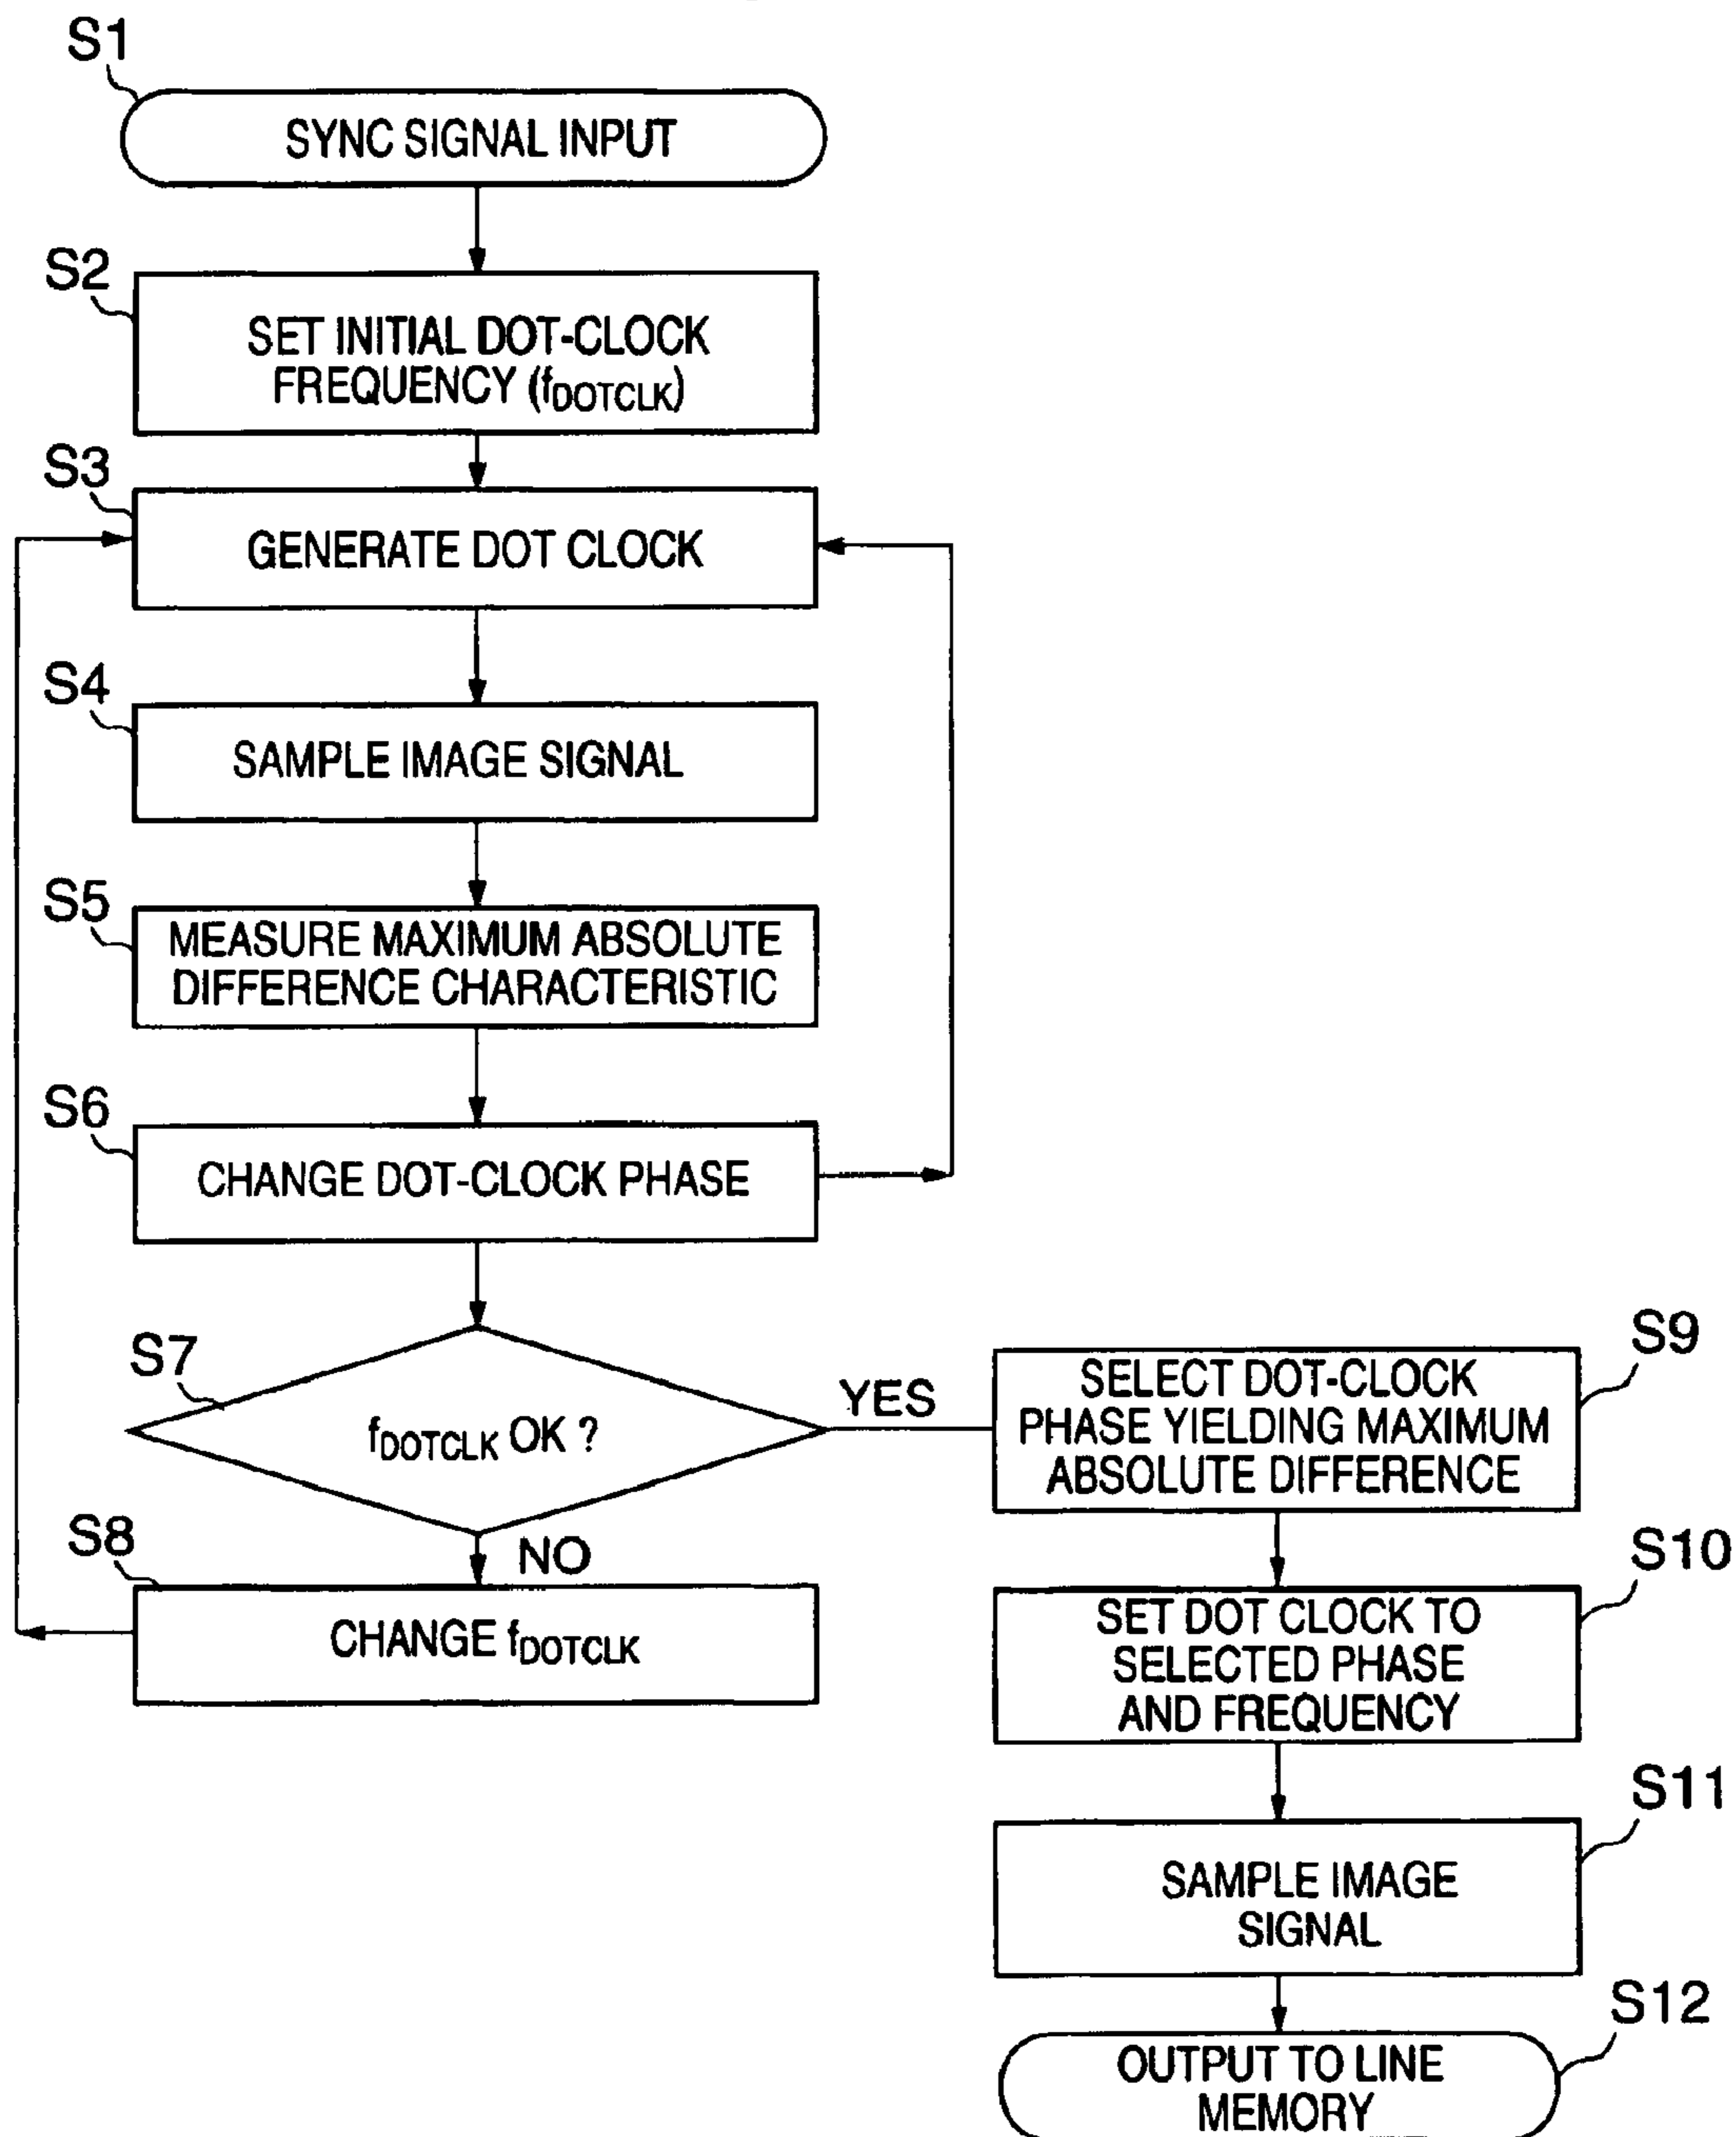 S1
SYNC SIGNAL INPUT
S2
SET INITIAL DOT-CLOCK
FREQUENCY (fDOTCLK)
S3
GENERATE DOT CLOCK
S4
SAMPLE IMAGE SIGNAL
S5
MEASURE MAXIMUM ABSOLUTE
DIFFERENCE CHARACTERISTIC
S6
CHANGE DOT-CLOCK PHASE
S7
fDOTCLK OK ?
YES
NO
S8
CHANGE fDOTCLK
S9
SELECT DOT-CLOCK
PHASE YIELDING MAXIMUM
ABSOLUTE DIFFERENCE
S10
SET DOT CLOCK TO
SELECTED PHASE
AND FREQUENCY
S11
SAMPLE IMAGE
SIGNAL
S12
OUTPUT TO LINE
MEMORY